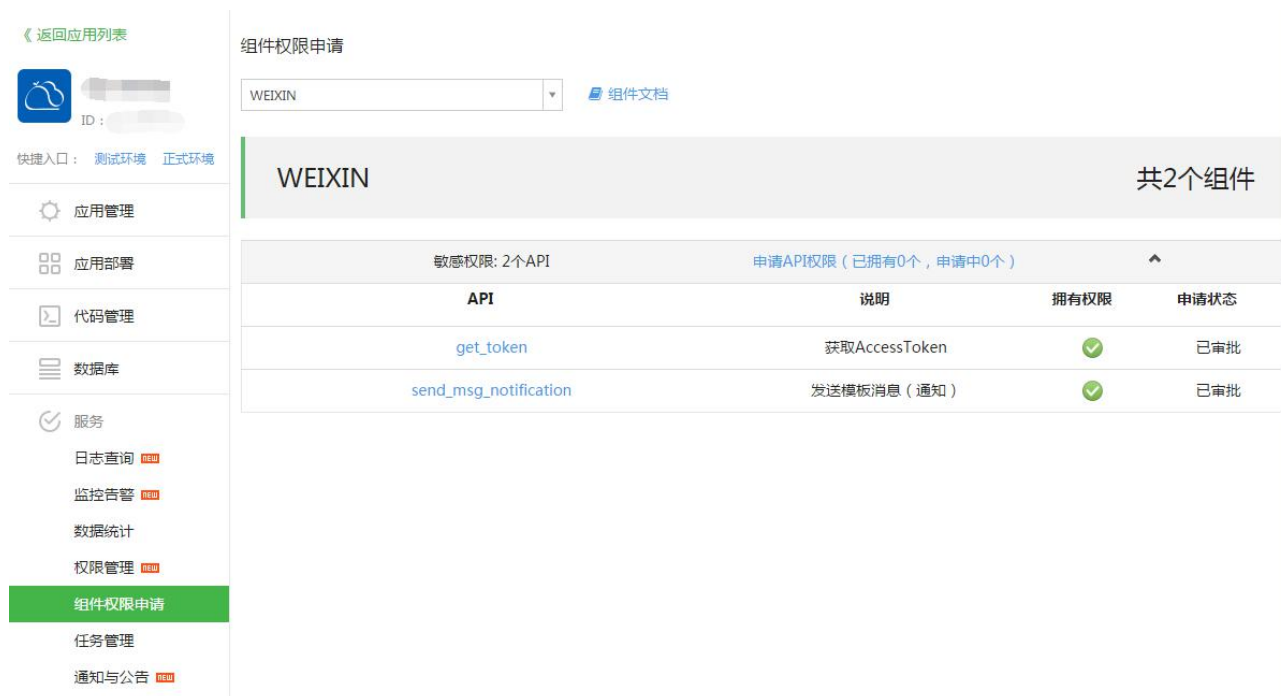 《 返回应用列表
ID：
快捷入口： 测试环境 正式环境
应用管理
应用部署
代码管理
数据库
服务
日志查询 NEW
监控告警 NEW
数据统计
权限管理 NEW
组件权限申请
任务管理
通知与公告 NEW
组件权限申请
WEIXIN 组件文档
WEIXIN 共2个组件
敏感权限: 2个API 申请API权限（已拥有0个，申请中0个）
API 说明 拥有权限 申请状态
get_token 获取AccessToken 已审批
send_msg_notification 发送模板消息（通知） 已审批